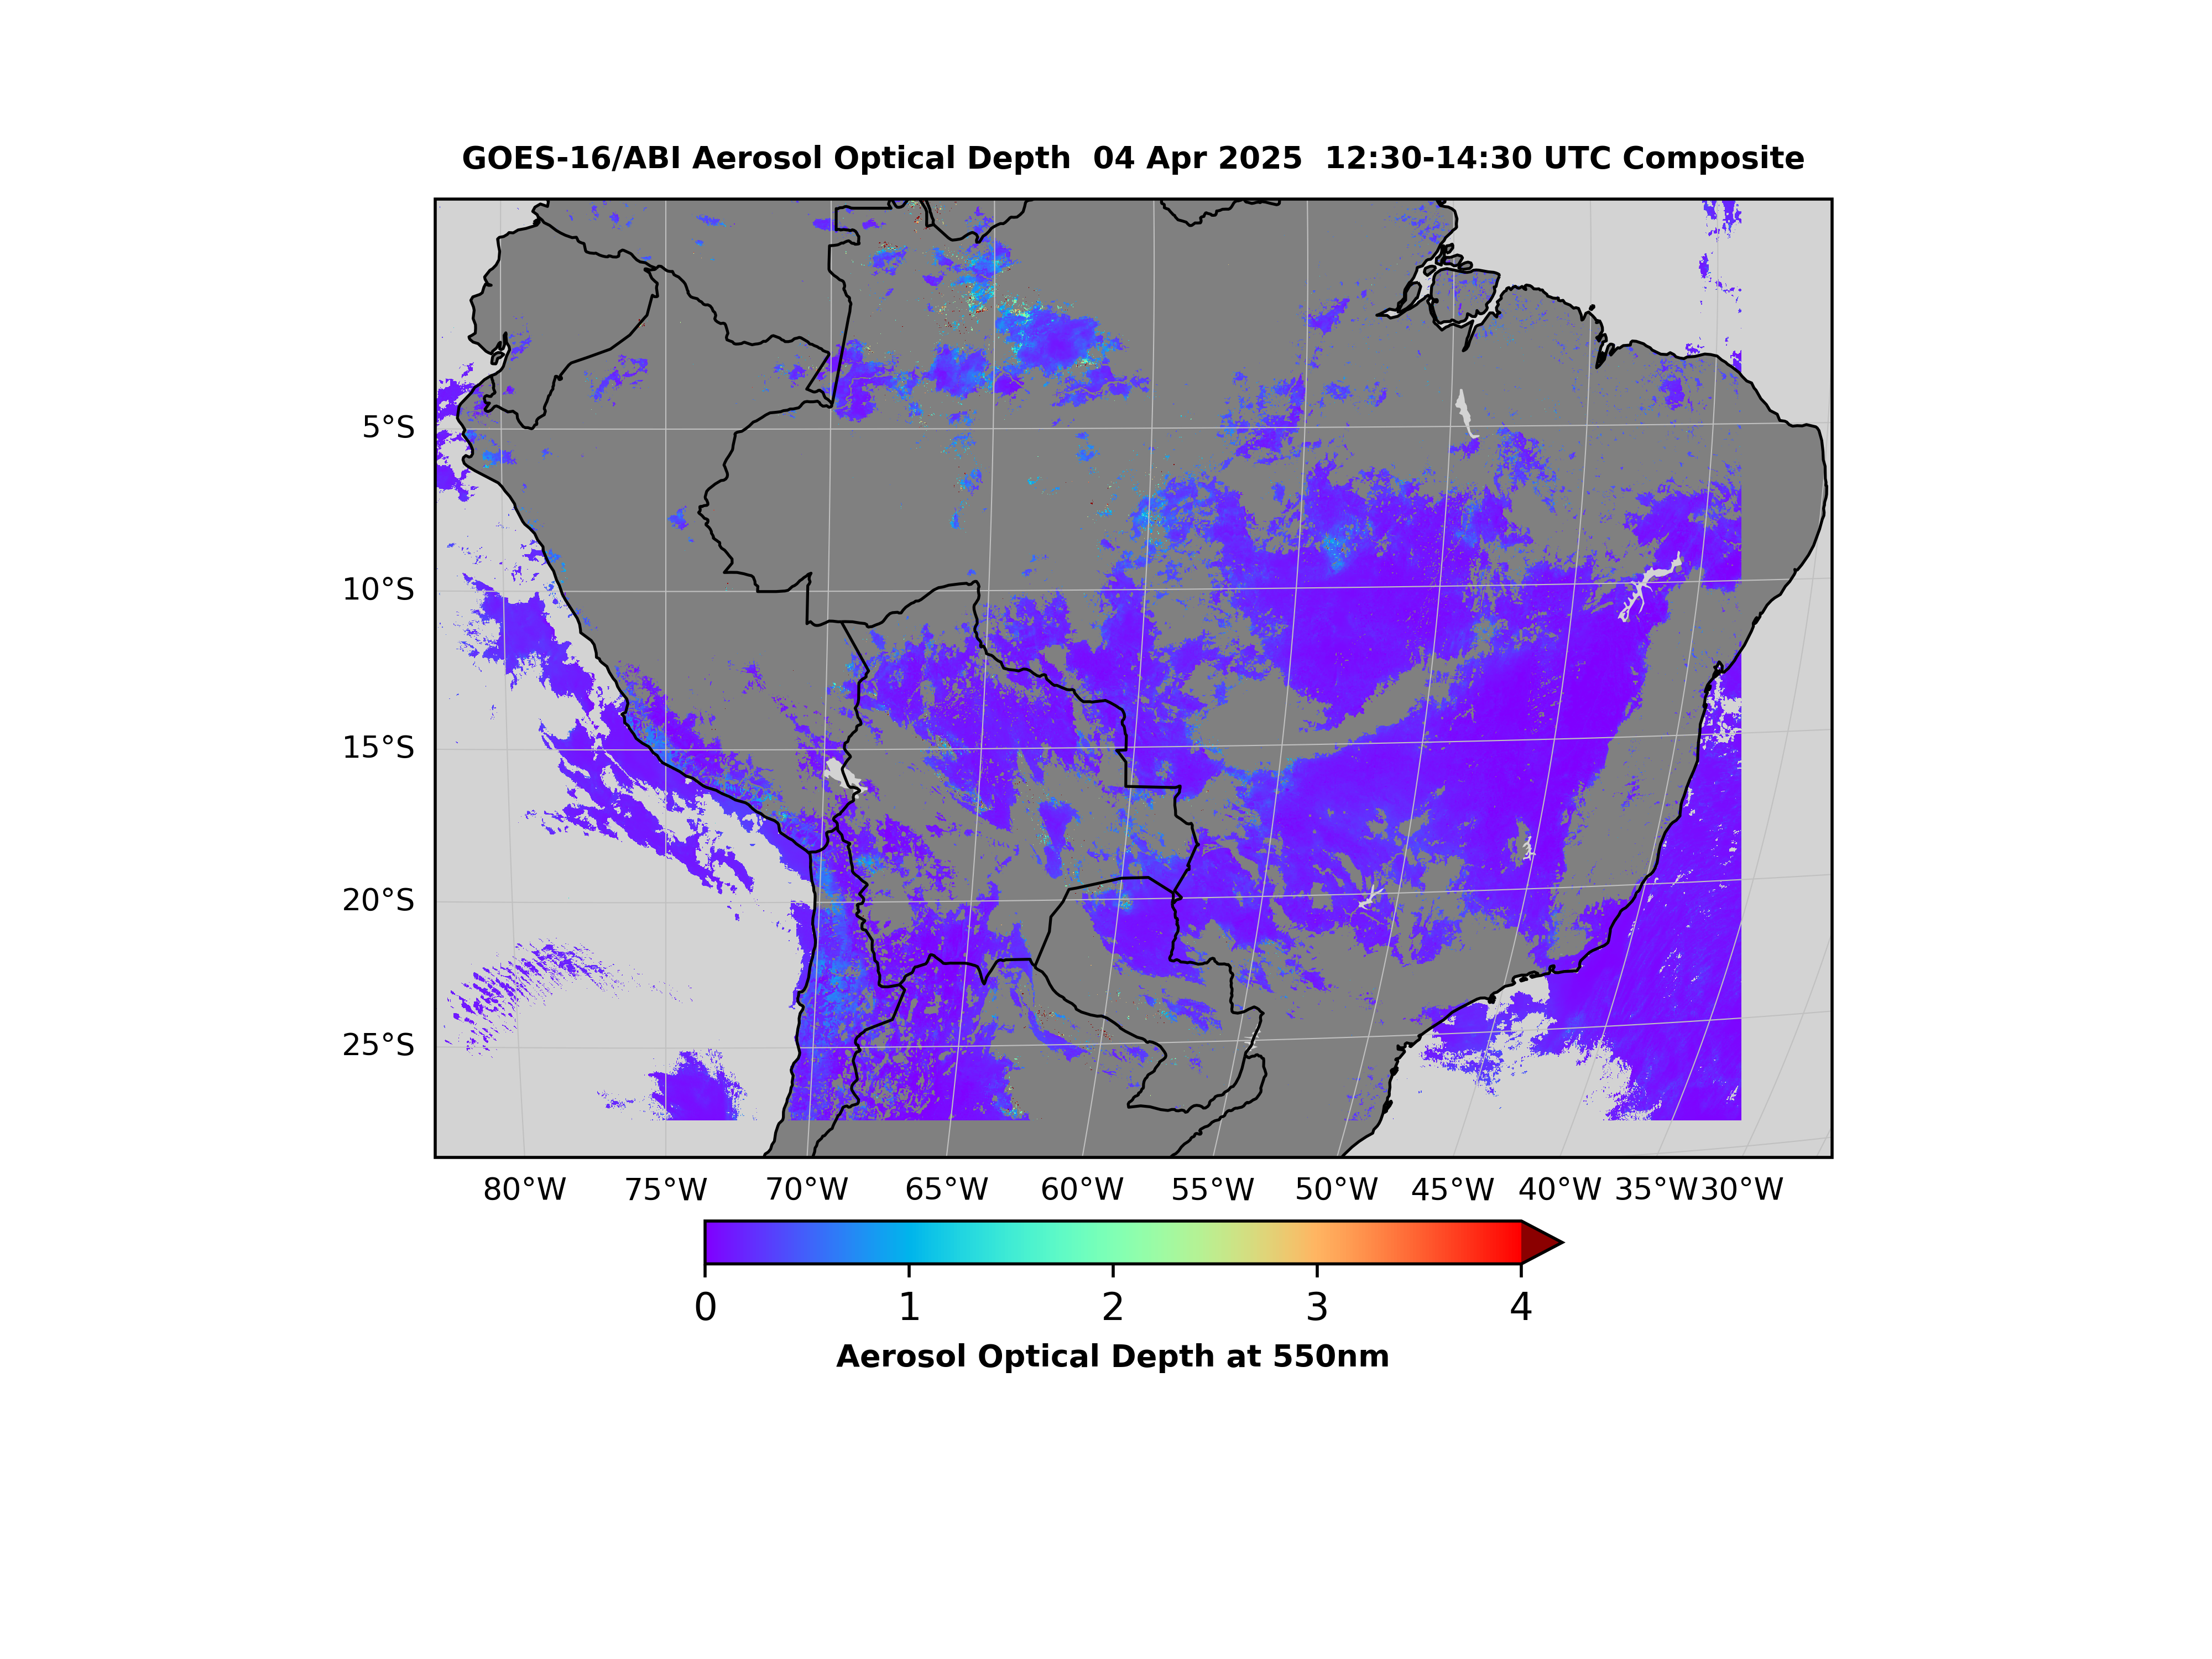 GOES-16/ABI Aerosol Optical Depth  04 Apr 2025  12:30-14:30 UTC Composite
5°S
10°S
15°S
20°S
25°S
80°W 75°W 70°W 65°W 60°W 55°W 50°W 45°W 40°W 35°W 30°W
0 1 2 3 4
Aerosol Optical Depth at 550nm